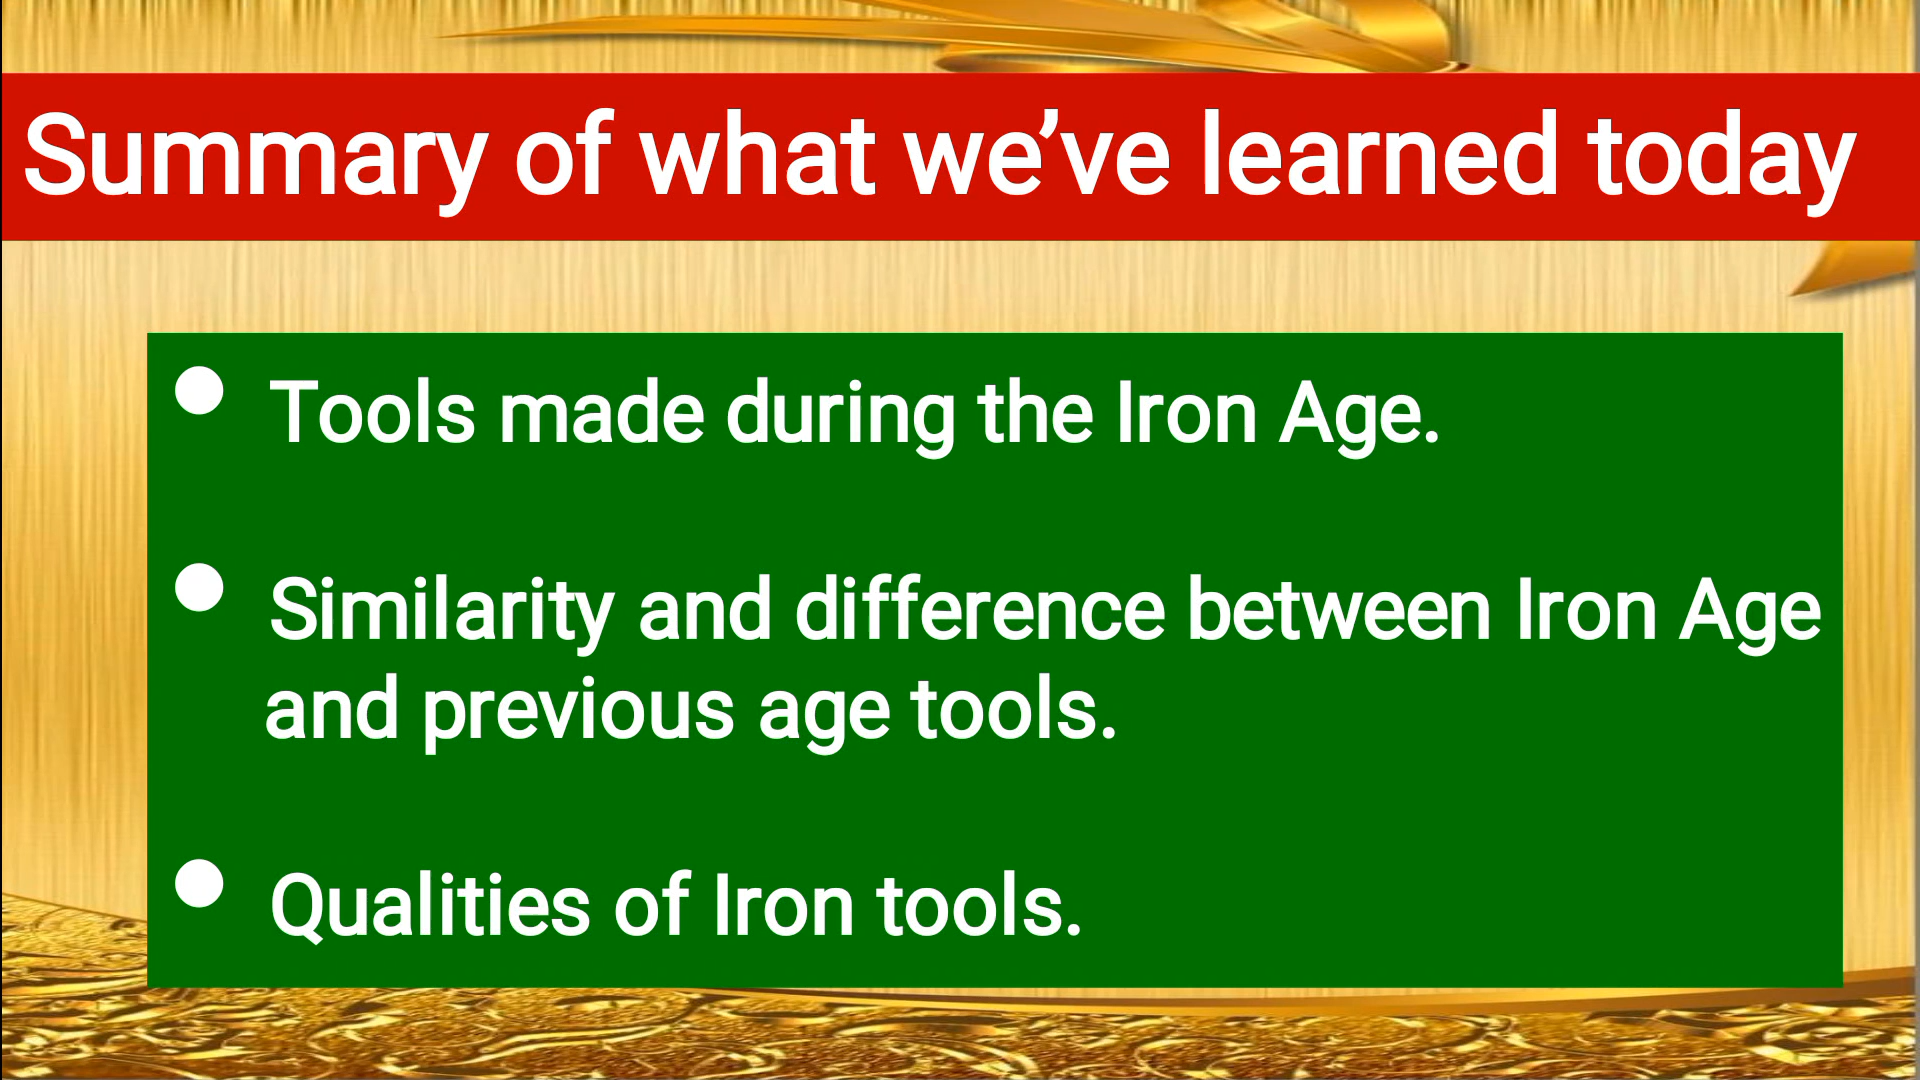 Summary of what we’ve learned today
• Tools made during the Iron Age.
• Similarity and difference between Iron Age
and previous age tools.
• Qualities of Iron tools.